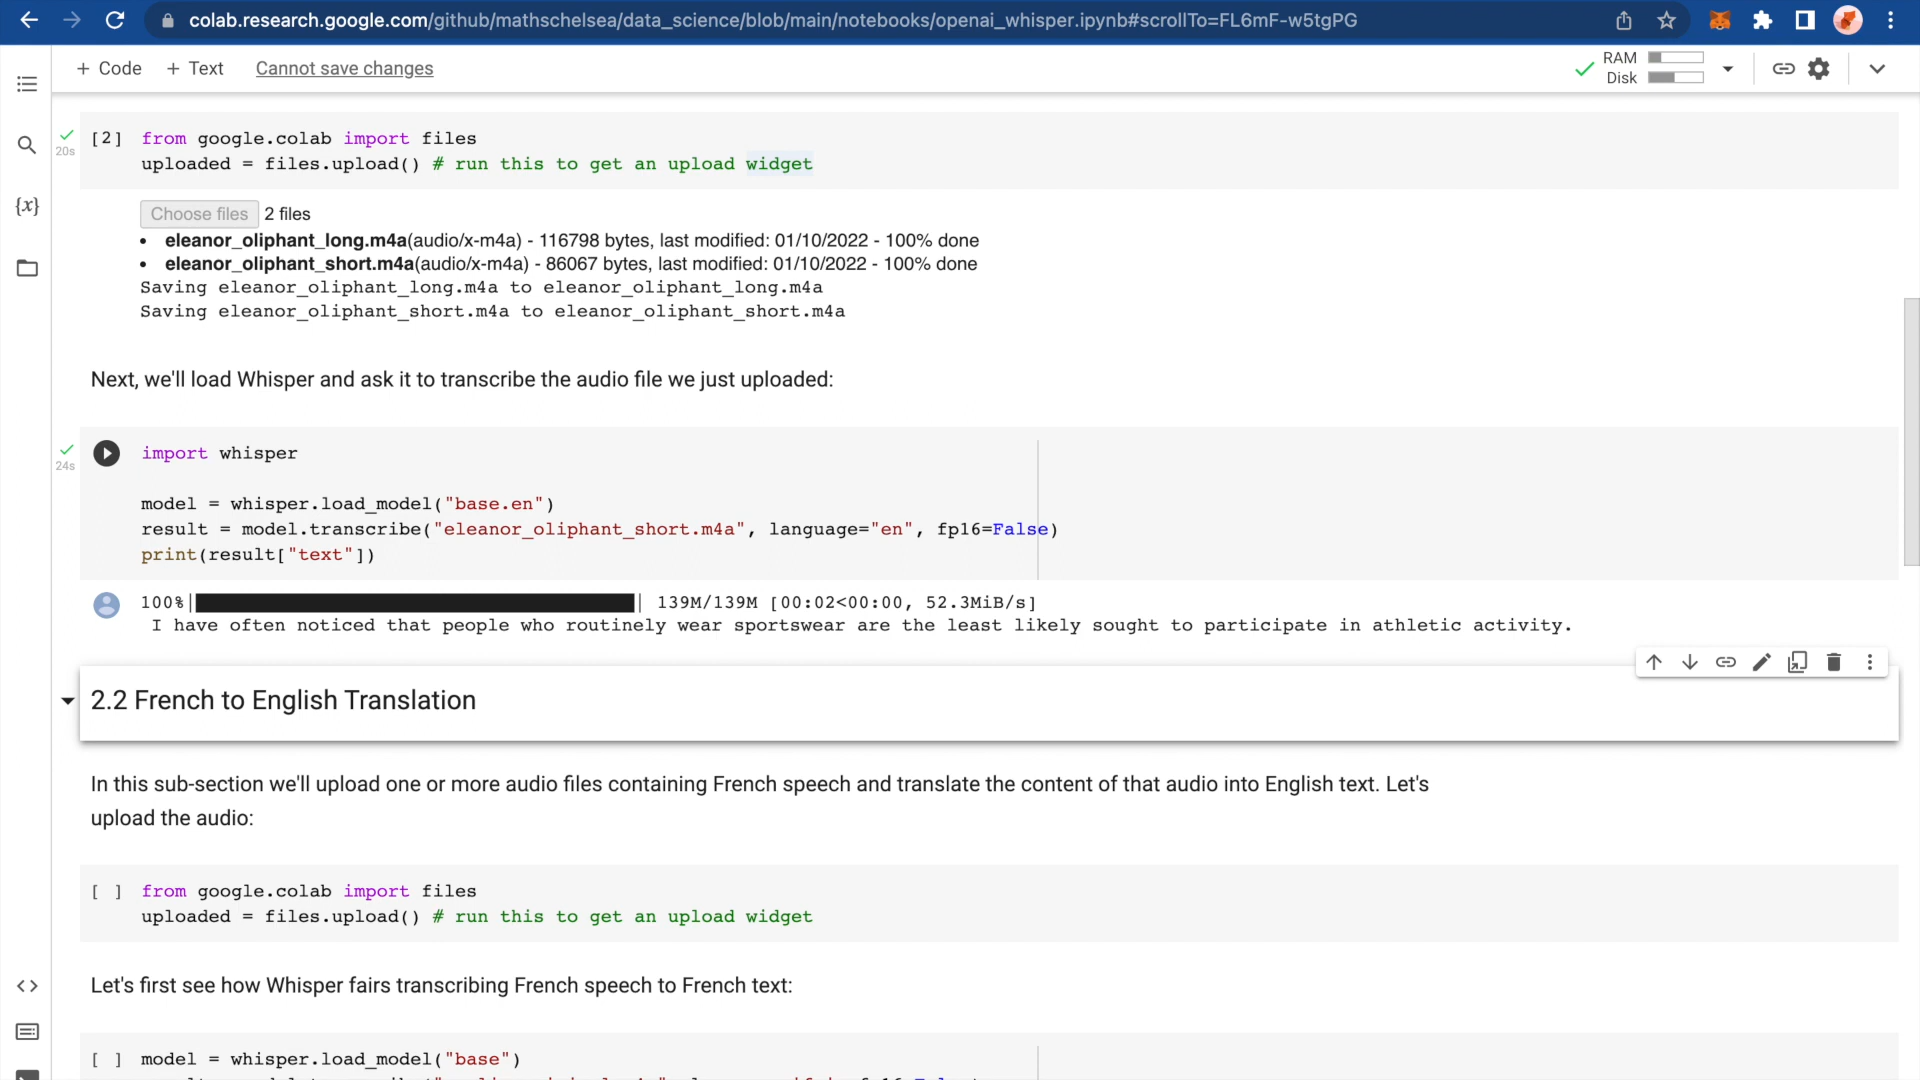 colab.research.google.com/github/mathschelsea/data_science/blob/main/notebooks/openai_whisper.ipynb#scrollTo=FL6mF-w5tgPG
+ Code + Text Cannot save changes
RAM
Disk
[2] from google.colab import files
20s
uploaded = files.upload() # run this to get an upload widget
Choose files 2 files
• eleanor_oliphant_long.m4a(audio/x-m4a) - 116798 bytes, last modified: 01/10/2022 - 100% done
• eleanor_oliphant_short.m4a(audio/x-m4a) - 86067 bytes, last modified: 01/10/2022 - 100% done
Saving eleanor_oliphant_long.m4a to eleanor_oliphant_long.m4a
Saving eleanor_oliphant_short.m4a to eleanor_oliphant_short.m4a
{x}
Next, we'll load Whisper and ask it to transcribe the audio file we just uploaded:
import whisper
24s
model = whisper.load_model("base.en")
result = model.transcribe("eleanor_oliphant_short.m4a", language="en", fp16=False)
print(result["text"])
100%| | 139M/139M [00:02<00:00, 52.3MiB/s]
I have often noticed that people who routinely wear sportswear are the least likely sought to participate in athletic activity.
2.2 French to English Translation
In this sub-section we'll upload one or more audio files containing French speech and translate the content of that audio into English text. Let's
upload the audio:
[ ] from google.colab import files
uploaded = files.upload() # run this to get an upload widget
Let's first see how Whisper fairs transcribing French speech to French text:
[ ] model = whisper.load_model("base")